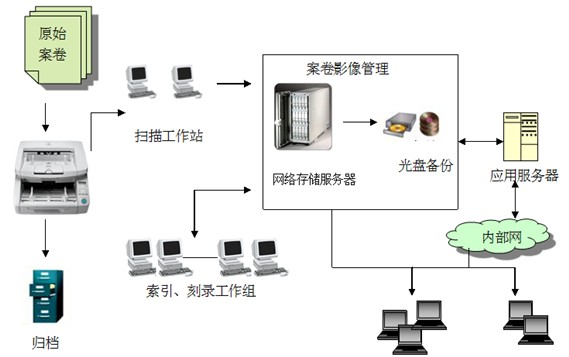 原始
案卷
案卷影像管理
扫描工作站
网络存储服务器
光盘备份
应用服务器
内部网
索引、刻录工作组
归档